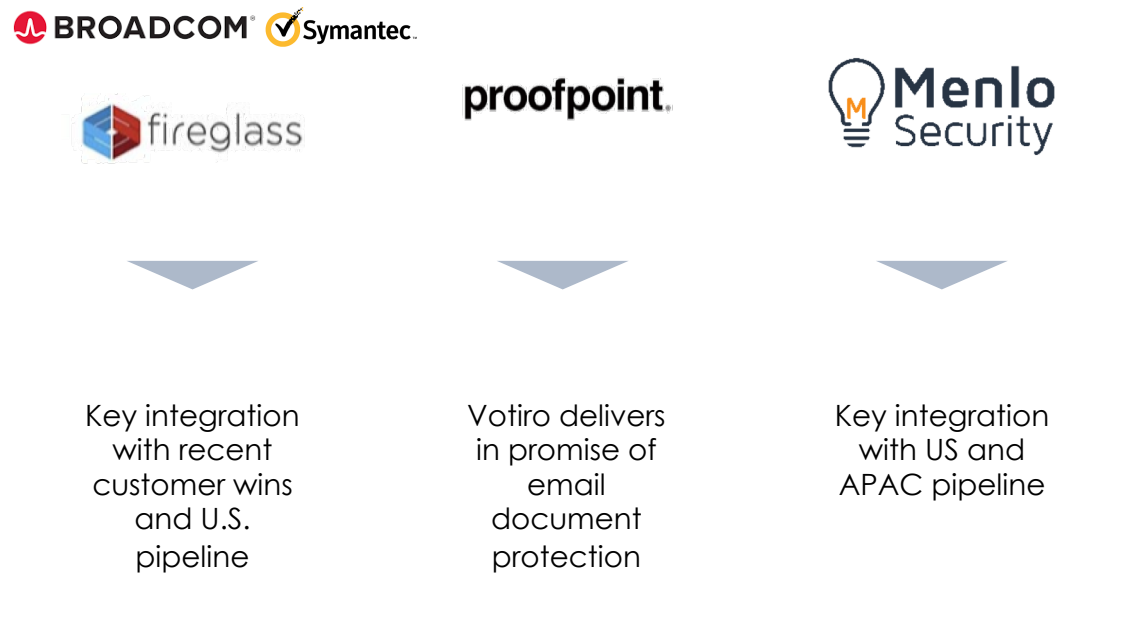 BROADCOM® Symantec™
fireglass
proofpoint®
Menlo
Security
Key integration
with recent
customer wins
and U.S.
pipeline
Votiro delivers
in promise of
email
document
protection
Key integration
with US and
APAC pipeline